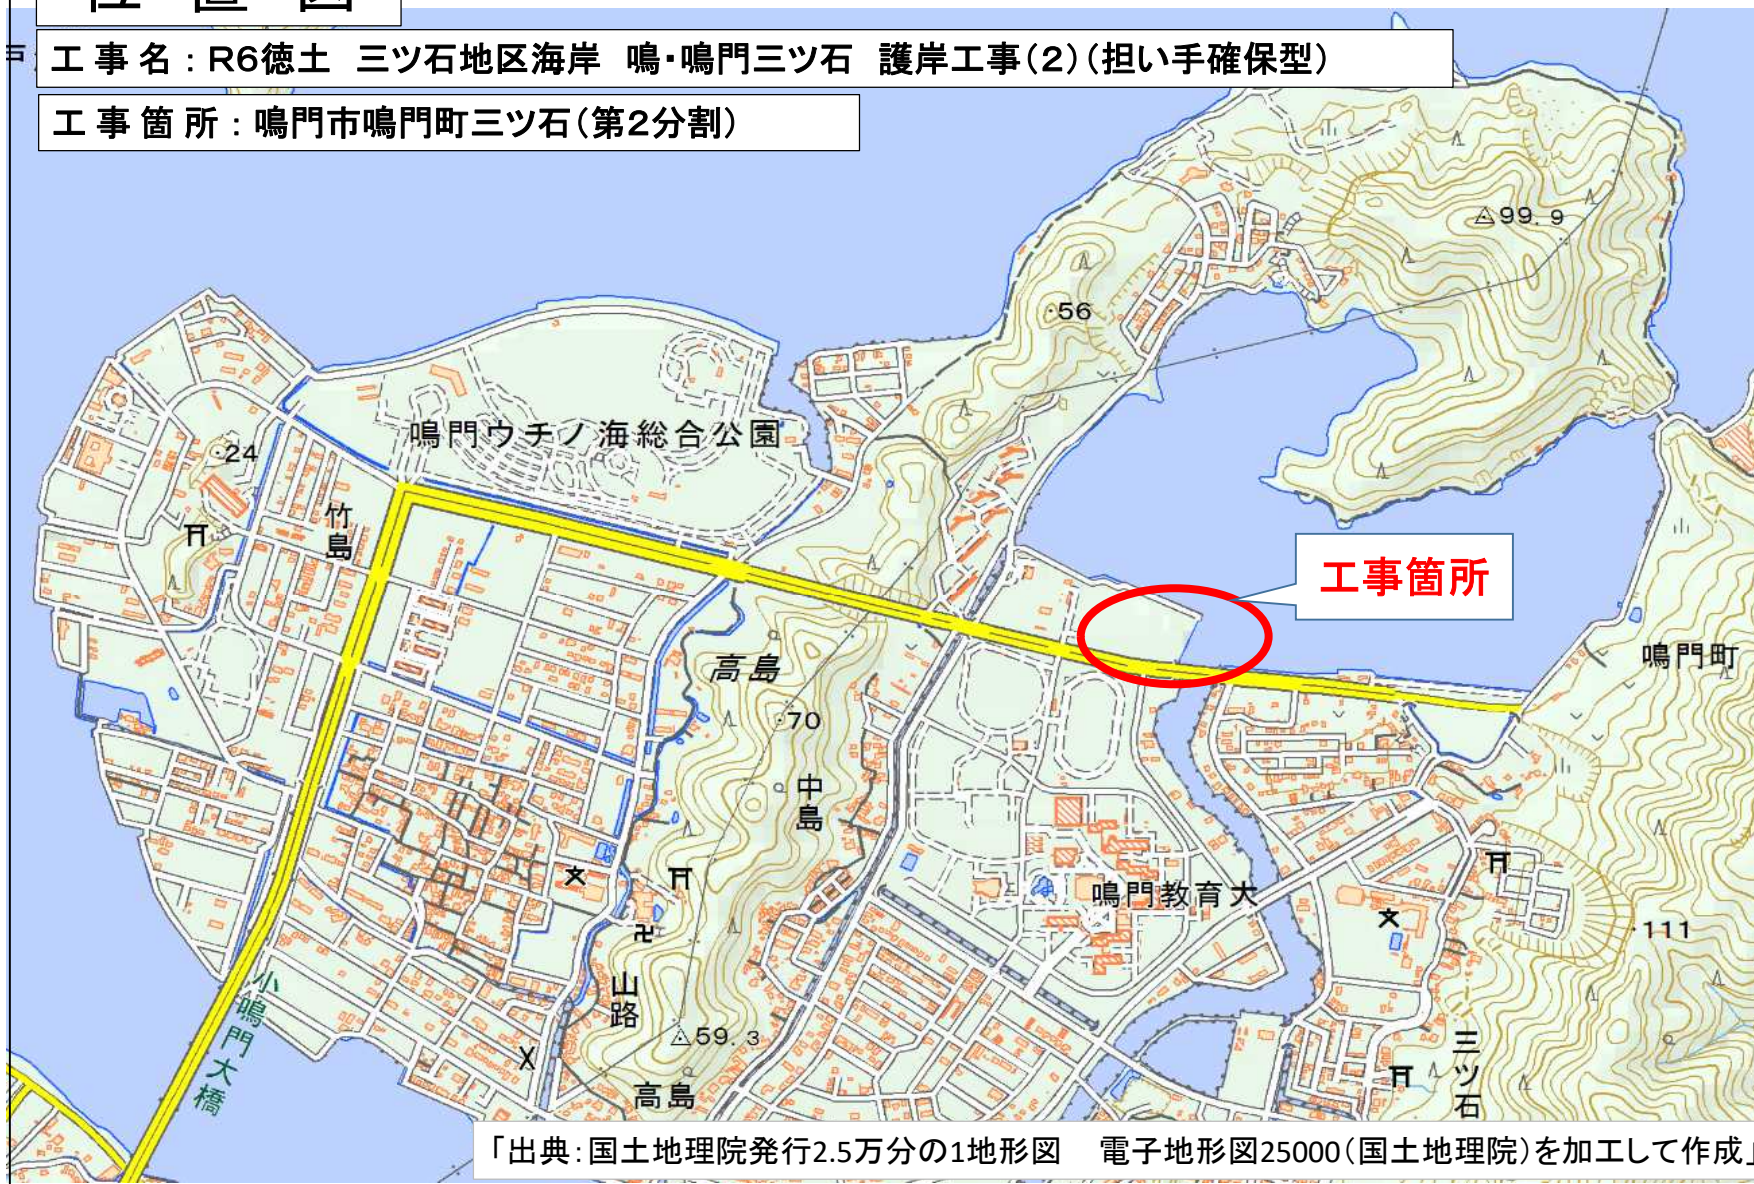 位 置 図
工 事 名 : R6徳土 三ツ石地区海岸 鳴・鳴門三ツ石 護岸工事(2)(担い手確保型)
工 事 箇 所 : 鳴門市鳴門町三ツ石(第2分割)
99.9
56
鳴門ウチノ海総合公園
24
竹島
工事箇所
鳴門町
高島
70
中島
鳴門教育大
111
山路
小鳴門大橋
59.3
三ツ石
高島
「出典:国土地理院発行2.5万分の1地形図 電子地形図25000(国土地理院)を加工して作成」